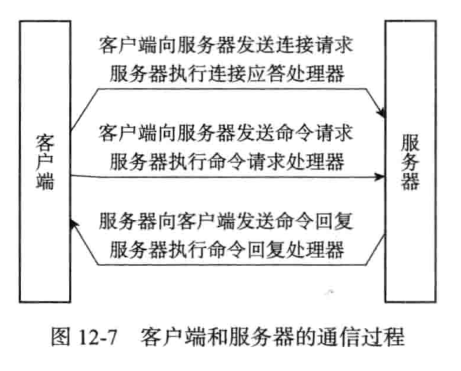 客户端向服务器发送连接请求
服务器执行连接应答处理器
客户端
客户端向服务器发送命令请求
服务器执行命令请求处理器
服务器
服务器向客户端发送命令回复
服务器执行命令回复处理器
图 12-7 客户端和服务器的通信过程